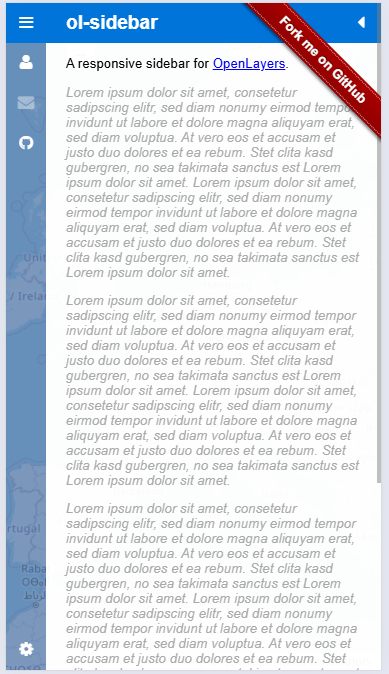 ol-sidebar
Fork me on GitHub
A responsive sidebar for OpenLayers.
Lorem ipsum dolor sit amet, consetetur
sadipscing elitr, sed diam nonumy eirmod tempor
invidunt ut labore et dolore magna aliquyam erat,
sed diam voluptua. At vero eos et accusam et
justo duo dolores et ea rebum. Stet clita kasd
gubergren, no sea takimata sanctus est Lorem
ipsum dolor sit amet. Lorem ipsum dolor sit amet,
consetetur sadipscing elitr, sed diam nonumy
eirmod tempor invidunt ut labore et dolore magna
aliquyam erat, sed diam voluptua. At vero eos et
accusam et justo duo dolores et ea rebum. Stet
clita kasd gubergren, no sea takimata sanctus est
Lorem ipsum dolor sit amet.
Lorem ipsum dolor sit amet, consetetur
sadipscing elitr, sed diam nonumy eirmod tempor
invidunt ut labore et dolore magna aliquyam erat,
sed diam voluptua. At vero eos et accusam et
justo duo dolores et ea rebum. Stet clita kasd
gubergren, no sea takimata sanctus est Lorem
ipsum dolor sit amet. Lorem ipsum dolor sit amet,
consetetur sadipscing elitr, sed diam nonumy
eirmod tempor invidunt ut labore et dolore magna
aliquyam erat, sed diam voluptua. At vero eos et
accusam et justo duo dolores et ea rebum. Stet
clita kasd gubergren, no sea takimata sanctus est
Lorem ipsum dolor sit amet.
Lorem ipsum dolor sit amet, consetetur
sadipscing elitr, sed diam nonumy eirmod tempor
invidunt ut labore et dolore magna aliquyam erat,
sed diam voluptua. At vero eos et accusam et
justo duo dolores et ea rebum. Stet clita kasd
gubergren, no sea takimata sanctus est Lorem
ipsum dolor sit amet. Lorem ipsum dolor sit amet,
consetetur sadipscing elitr, sed diam nonumy
eirmod tempor invidunt ut labore et dolore magna
aliquyam erat, sed diam voluptua. At vero eos et
accusam et justo duo dolores et ea rebum. Stet
Unit
/ Irelan
rtugal
Raba
الرباط